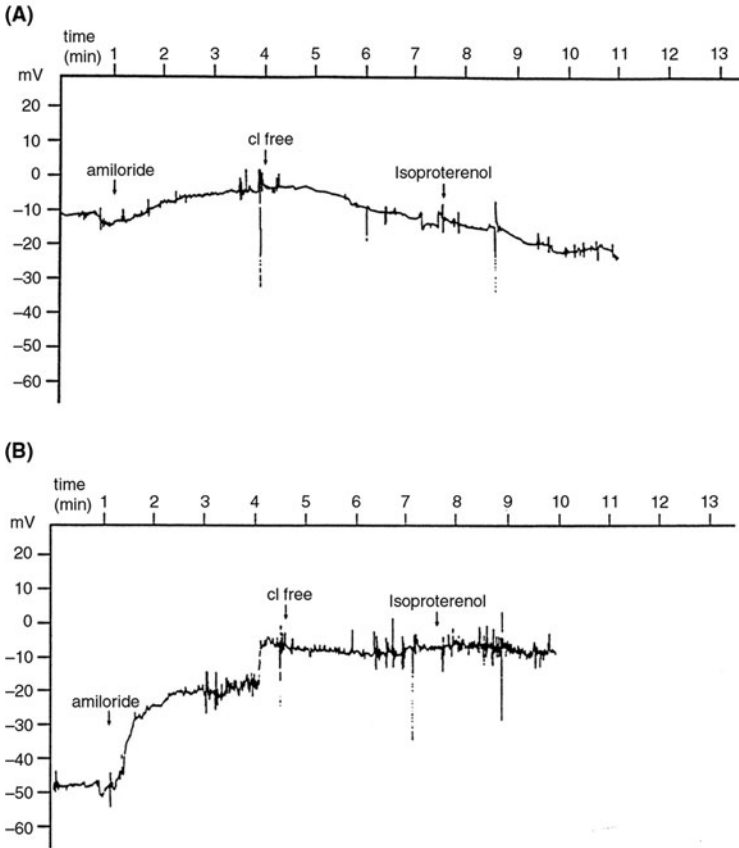 (A)
time
(min) 1 2 3 4 5 6 7 8 9 10 11 12 13
mV
20
10
cl free
0
amiloride
Isoproterenol
–10
–20
–30
–40
–50
–60
(B)
time
(min) 1 2 3 4 5 6 7 8 9 10 11 12 13
mV
20
10
cl free
Isoproterenol
0
–10
–20
amiloride
–30
–40
–50
–60